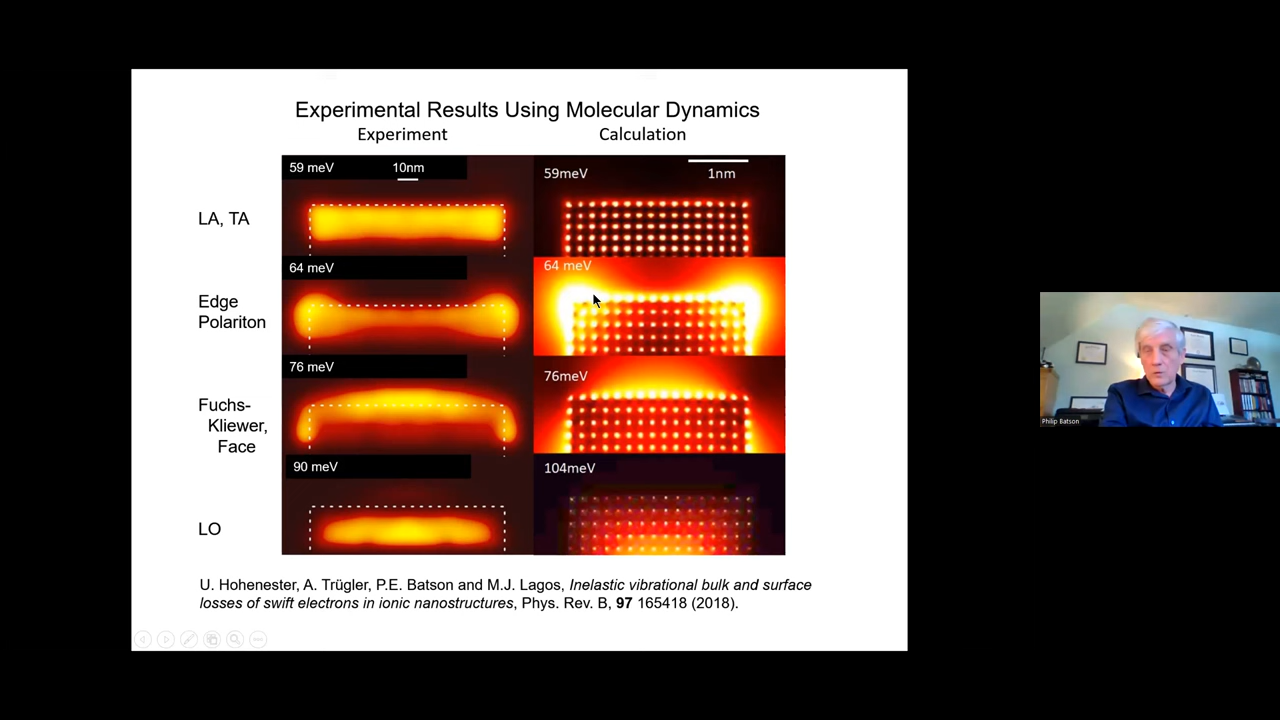 Experimental Results Using Molecular Dynamics
Experiment
Calculation
59 meV
10nm
59meV
1nm
LA, TA
64 meV
64 meV
Edge
Polariton
76 meV
76meV
Fuchs-
Kliewer,
Face
90 meV
104meV
LO
U. Hohenester, A. Trügler, P.E. Batson and M.J. Lagos, Inelastic vibrational bulk and surface
losses of swift electrons in ionic nanostructures, Phys. Rev. B, 97 165418 (2018).
Philip Batson